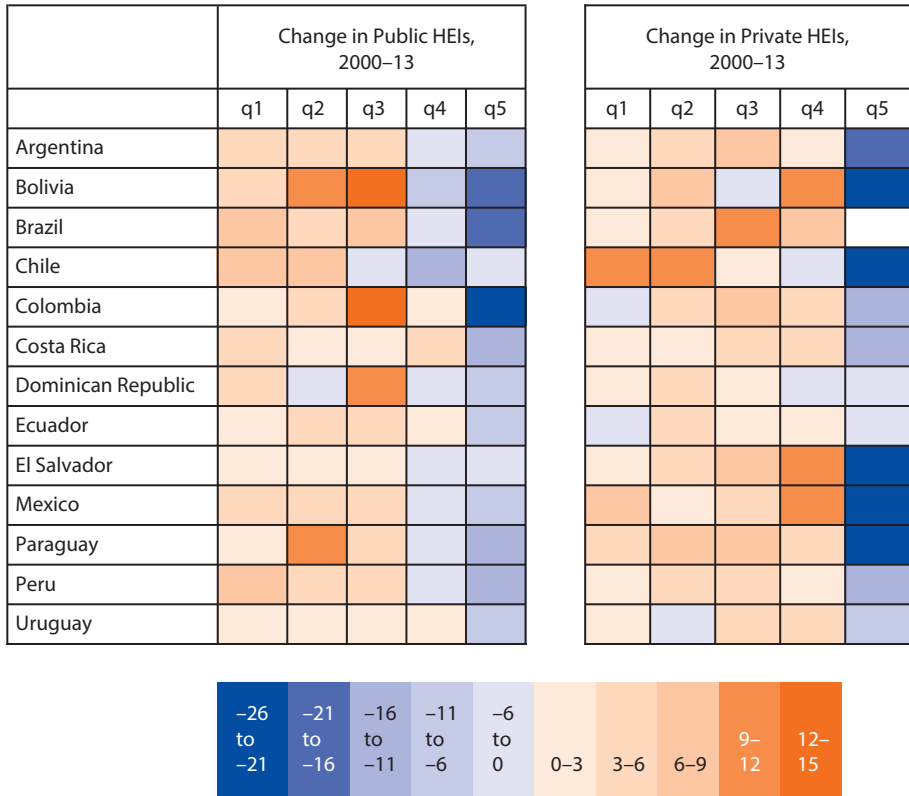 Change in Public HEIs,
2000–13
Change in Private HEIs,
2000–13
q1 q2 q3 q4 q5 q1 q2 q3 q4 q5
Argentina
Bolivia
Brazil
Chile
Colombia
Costa Rica
Dominican Republic
Ecuador
El Salvador
Mexico
Paraguay
Peru
Uruguay
–26 –21 –16 –11 –6 9– 12–
to to to to to
–21 –16 –11 –6 0 0–3 3–6 6–9 12 15